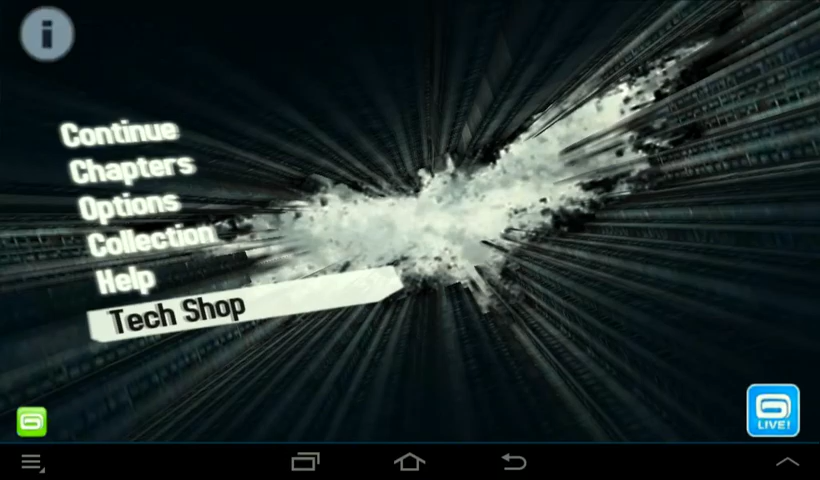 i
Continue
Chapters
Options
Collection
Help
Tech Shop
LIVE!